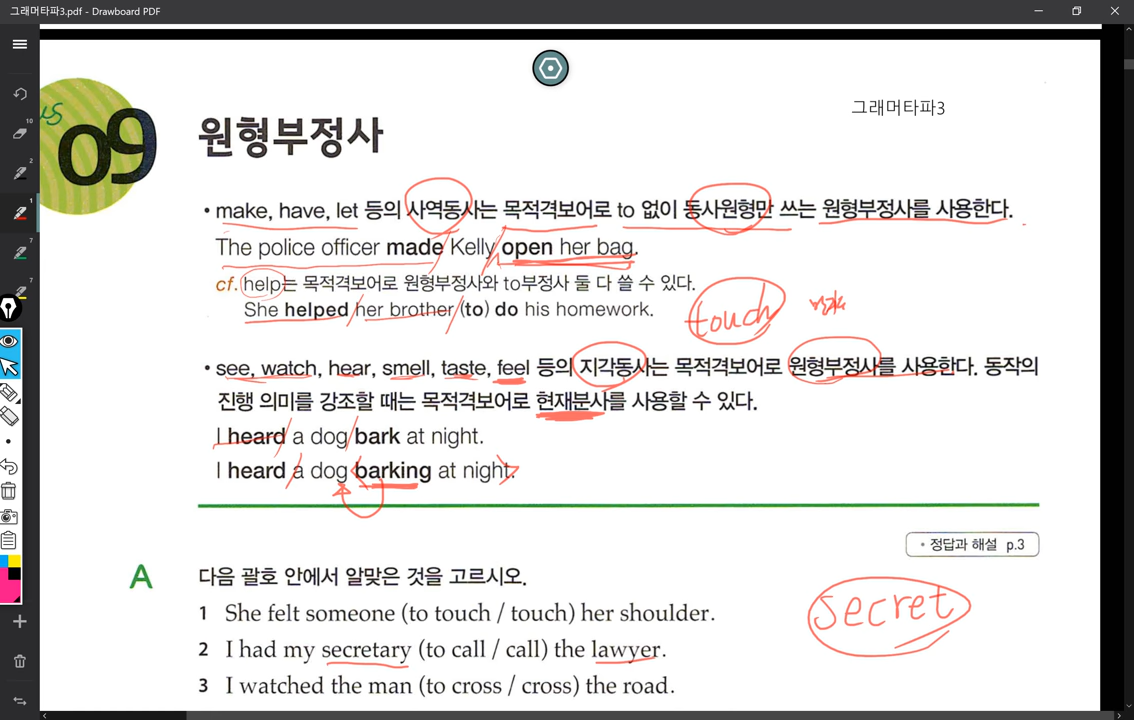 그래머타파3.pdf - Drawboard PDF
그래머타파3
09
원형부정사
• make, have, let 등의 사역동사는 목적격보어로 to 없이 동사원형만 쓰는 원형부정사를 사용한다.
The police officer made Kelly open her bag.
cf. help는 목적격보어로 원형부정사와 to부정사 둘 다 쓸 수 있다.
She helped her brother (to) do his homework.
touch
• see, watch, hear, smell, taste, feel 등의 지각동사는 목적격보어로 원형부정사를 사용한다. 동작의
진행 의미를 강조할 때는 목적격보어로 현재분사를 사용할 수 있다.
I heard a dog bark at night.
I heard a dog barking at night.
• 정답과 해설 p.3
A 다음 괄호 안에서 알맞은 것을 고르시오.
secret
1 She felt someone (to touch / touch) her shoulder.
2 I had my secretary (to call / call) the lawyer.
3 I watched the man (to cross / cross) the road.
10
2
1
7
7